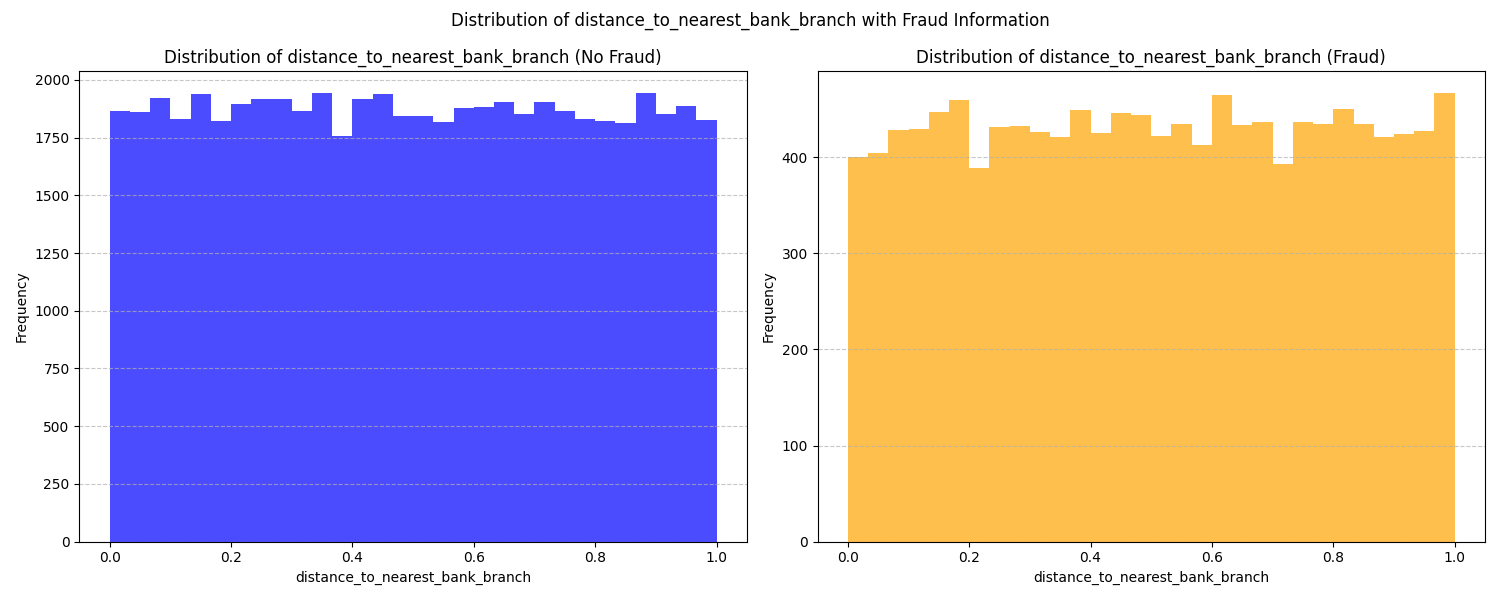 Distribution of distance_to_nearest_bank_branch with Fraud Information
Distribution of distance_to_nearest_bank_branch (No Fraud)
Frequency
2000
1750
1500
1250
1000
750
500
250
0
0.0 0.2 0.4 0.6 0.8 1.0
distance_to_nearest_bank_branch
Distribution of distance_to_nearest_bank_branch (Fraud)
Frequency
400
300
200
100
0
0.0 0.2 0.4 0.6 0.8 1.0
distance_to_nearest_bank_branch